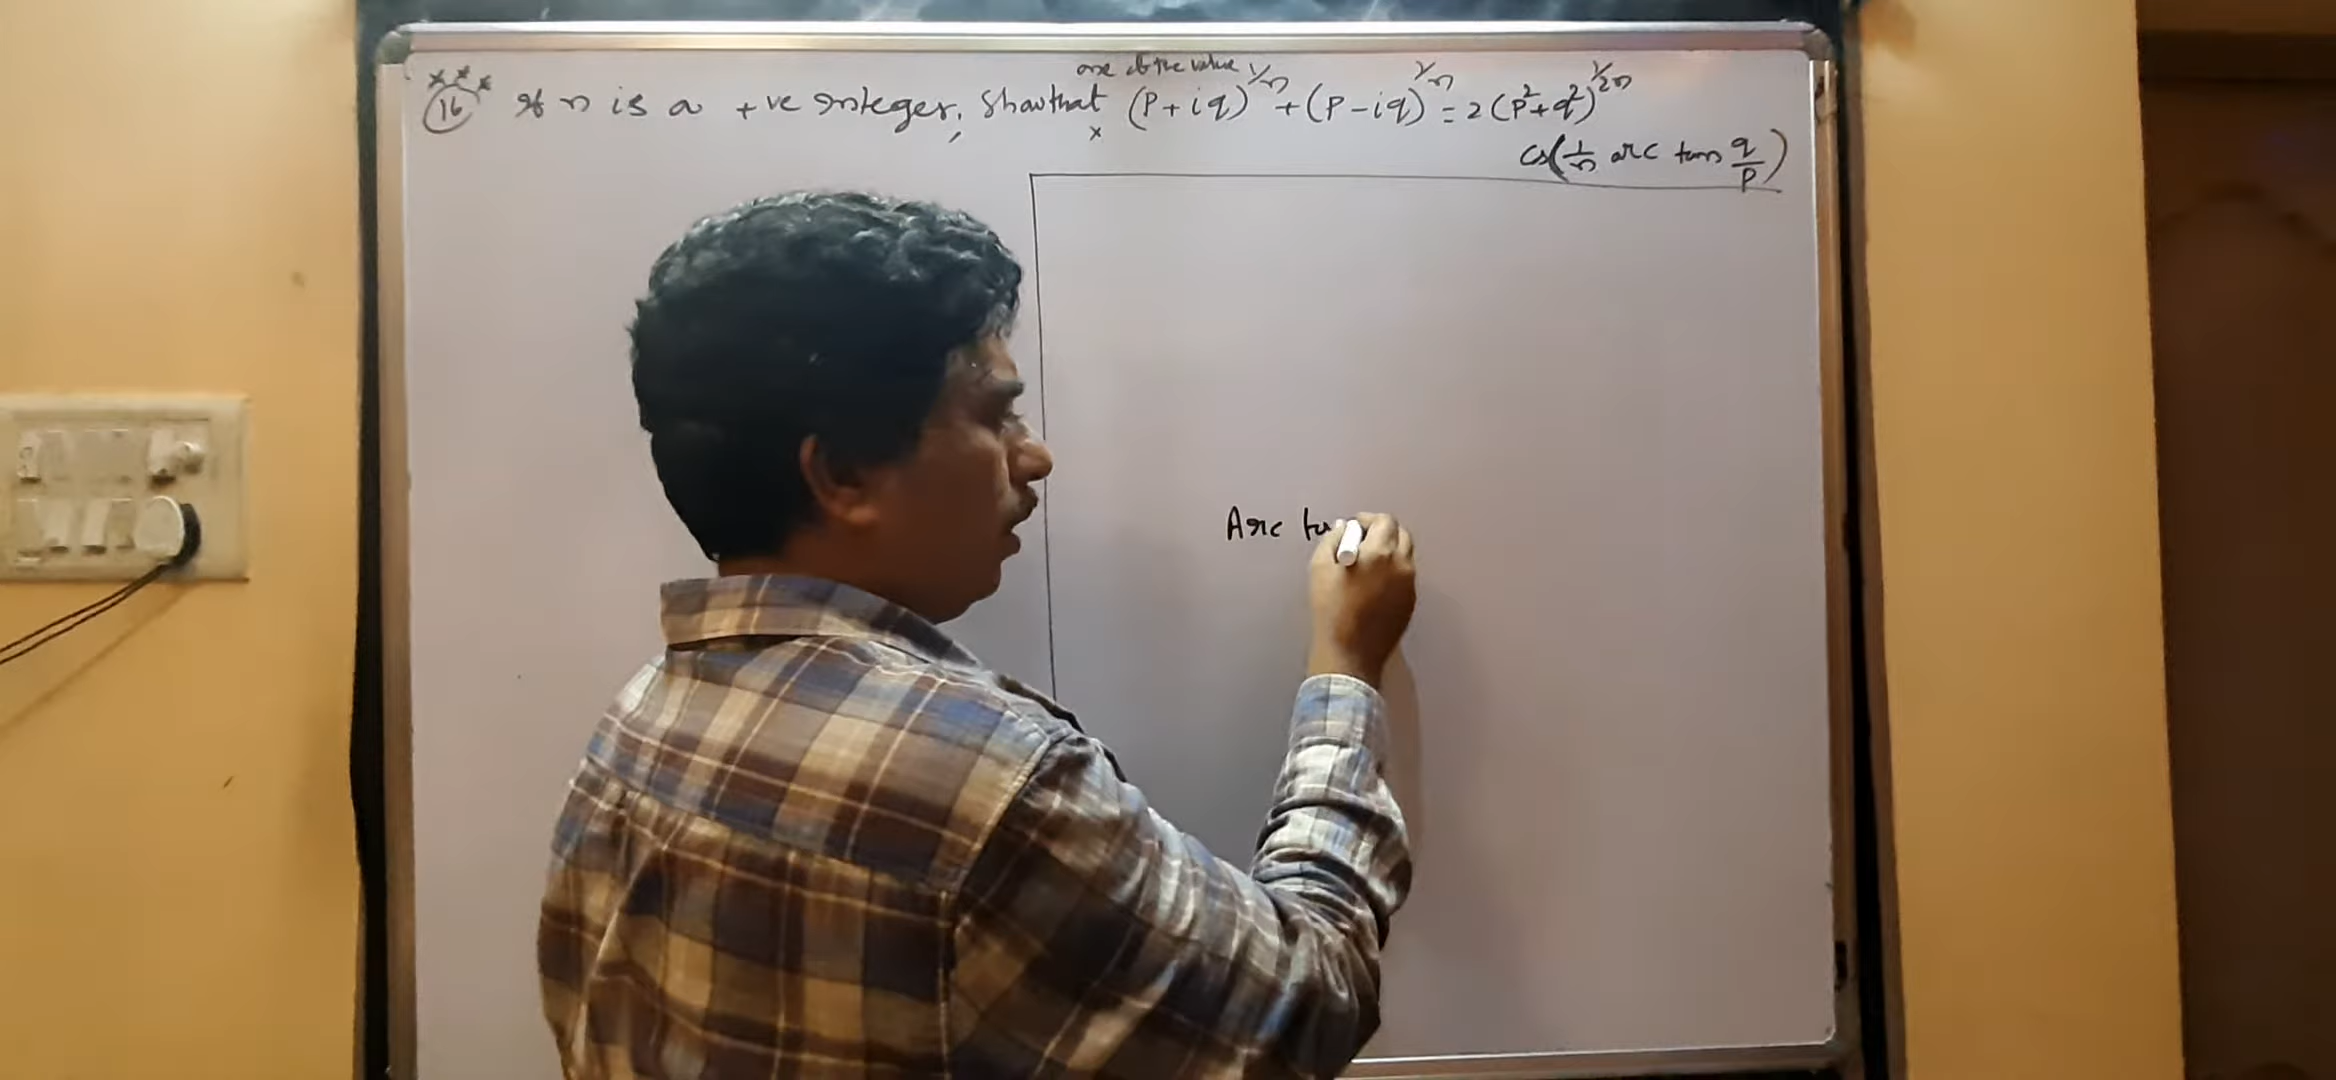 one of the value
(16) If n is a +ve integer, show that (P+iq)^1/n + (P-iq)^1/n = 2(P²+q²)^1/2n
cos(1/n arc tan q/P)
Arc ta